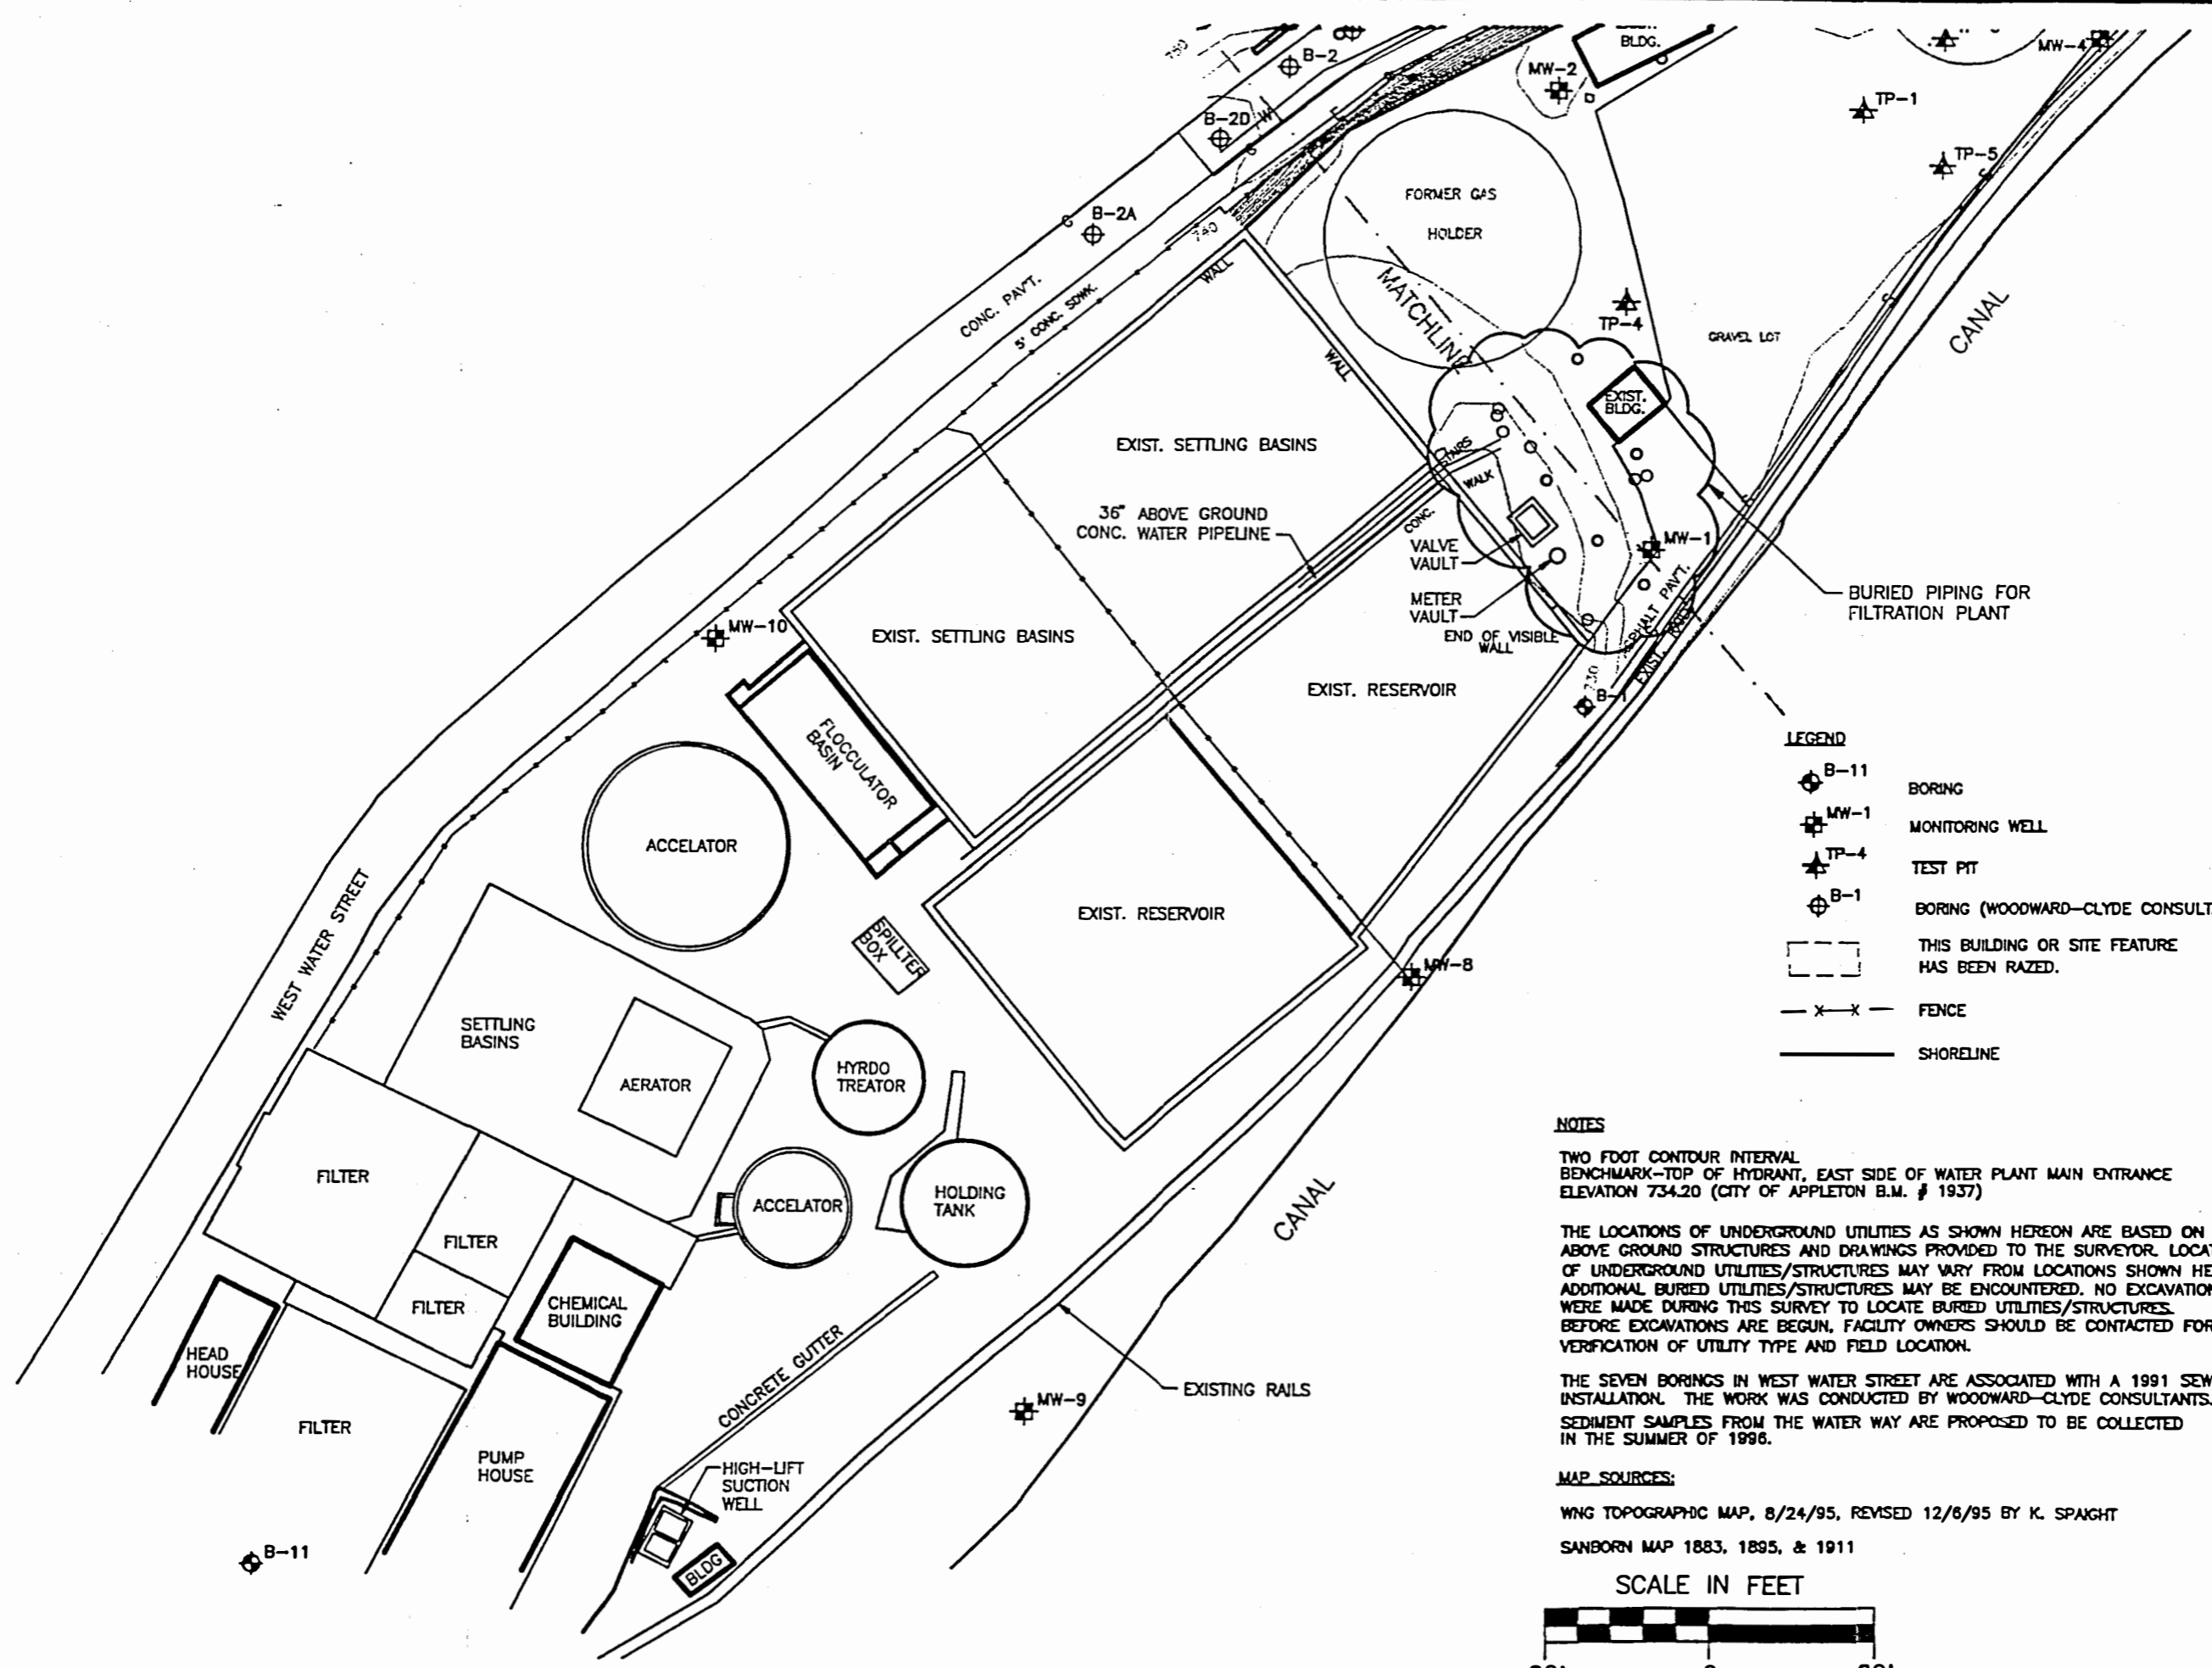 BLDG.
MW-4
B-2
MW-2
TP-1
B-2D
W
TP-5
FORMER GAS
HOLDER
B-2A
740
WALL
CONC. PAV'T.
5' CONC. SDWK.
MATCHLINE
TP-4
GRAVEL LOT
CANAL
WALL
EXIST.
BLDG.
EXIST. SETTLING BASINS
STAIRS
WALK
CONC.
36" ABOVE GROUND
CONC. WATER PIPELINE
VALVE
VAULT
MW-1
METER
VAULT
BURIED PIPING FOR
FILTRATION PLANT
ASPHALT PAV'T.
END OF VISIBLE
WALL
EXIST.
MW-10
EXIST. SETTLING BASINS
730
EXIST. RESERVOIR
B-1
FLOCCULATOR
BASIN
ACCELATOR
EXIST. RESERVOIR
SPILLTER
BOX
MW-8
WEST WATER STREET
SETTLING
BASINS
AERATOR
HYRDO
TREATOR
FILTER
ACCELATOR
HOLDING
TANK
CANAL
FILTER
FILTER
CHEMICAL
BUILDING
HEAD
HOUSE
CONCRETE GUTTER
EXISTING RAILS
MW-9
FILTER
PUMP
HOUSE
HIGH-LIFT
SUCTION
WELL
BLDG
B-11
LEGEND
B-11
BORING
MW-1
MONITORING WELL
TP-4
TEST PIT
B-1
BORING (WOODWARD-CLYDE CONSULT
THIS BUILDING OR SITE FEATURE
HAS BEEN RAZED.
FENCE
SHORELINE
NOTES
TWO FOOT CONTOUR INTERVAL
BENCHMARK-TOP OF HYDRANT, EAST SIDE OF WATER PLANT MAIN ENTRANCE
ELEVATION 734.20 (CITY OF APPLETON B.M. # 1937)
THE LOCATIONS OF UNDERGROUND UTILITIES AS SHOWN HEREON ARE BASED ON
ABOVE GROUND STRUCTURES AND DRAWINGS PROVIDED TO THE SURVEYOR. LOCAT
OF UNDERGROUND UTILITIES/STRUCTURES MAY VARY FROM LOCATIONS SHOWN HE
ADDITIONAL BURIED UTILITIES/STRUCTURES MAY BE ENCOUNTERED. NO EXCAVATION
WERE MADE DURING THIS SURVEY TO LOCATE BURIED UTILITIES/STRUCTURES.
BEFORE EXCAVATIONS ARE BEGUN, FACILITY OWNERS SHOULD BE CONTACTED FOR
VERIFICATION OF UTILITY TYPE AND FIELD LOCATION.
THE SEVEN BORINGS IN WEST WATER STREET ARE ASSOCIATED WITH A 1991 SEW
INSTALLATION. THE WORK WAS CONDUCTED BY WOODWARD-CLYDE CONSULTANTS.
SEDIMENT SAMPLES FROM THE WATER WAY ARE PROPOSED TO BE COLLECTED
IN THE SUMMER OF 1996.
MAP SOURCES:
WNG TOPOGRAPHIC MAP, 8/24/95, REVISED 12/6/95 BY K. SPAIGHT
SANBORN MAP 1883, 1895, & 1911
SCALE IN FEET